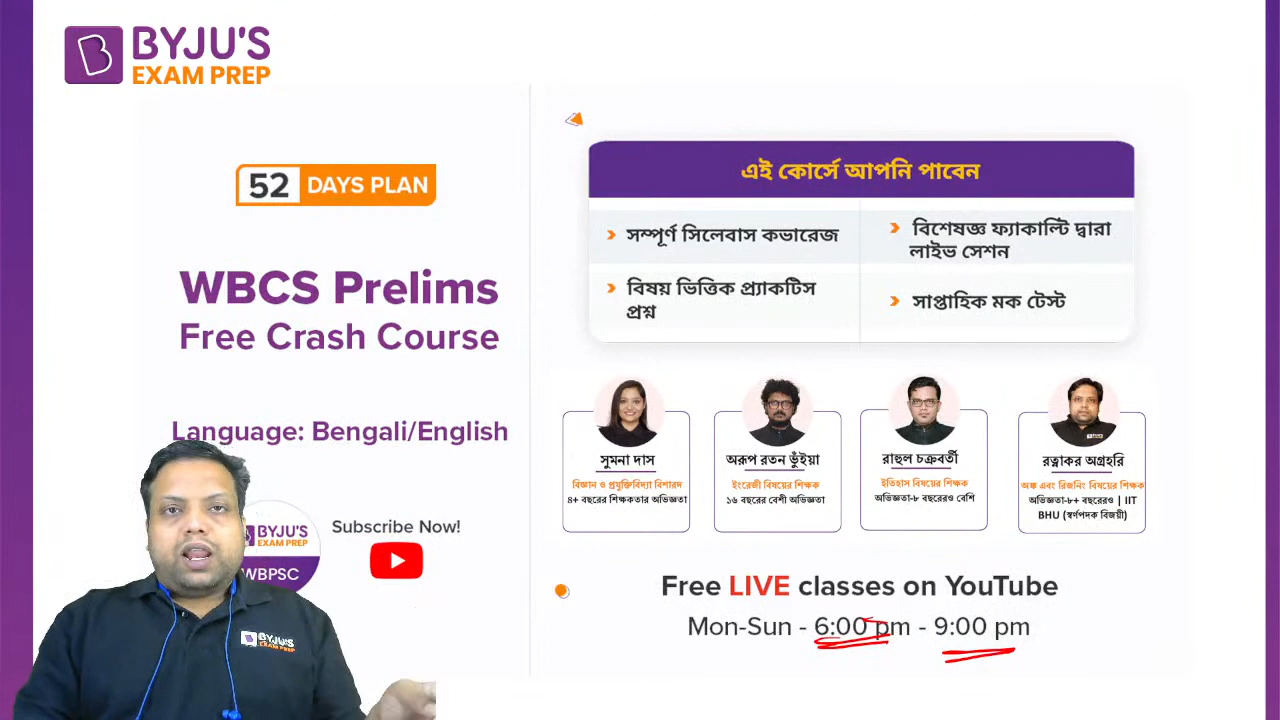 BYJU'S
EXAM PREP
52 DAYS PLAN
WBCS Prelims
Free Crash Course
Language: Bengali/English
BYJU'S
EXAM PREP
WBPSC
Subscribe Now!
BYJU'S
EXAM PREP
এই কোর্সে আপনি পাবেন
সম্পূর্ণ সিলেবাস কভারেজ
বিশেষজ্ঞ ফ্যাকাল্টি দ্বারা
লাইভ সেশন
বিষয় ভিত্তিক প্র্যাকটিস
প্রশ্ন
সাপ্তাহিক মক টেস্ট
সুমনা দাস
বিজ্ঞান ও প্রযুক্তিবিদ্যা বিশারদ
৪+ বছরের শিক্ষকতার অভিজ্ঞতা
অরূপ রতন ভুঁইয়া
ইংরেজী বিষয়ের শিক্ষক
১৬ বছরের বেশী অভিজ্ঞতা
রাহুল চক্রবর্তী
ইতিহাস বিষয়ের শিক্ষক
অভিজ্ঞতা-৮ বছরেরও বেশি
রত্নাকর অগ্রহরি
অঙ্ক এবং রিজনিং বিষয়ের শিক্ষক
অভিজ্ঞতা-৮+ বছরেরও | IIT
BHU (স্বর্ণপদক বিজয়ী)
Free LIVE classes on YouTube
Mon-Sun - 6:00 pm - 9:00 pm